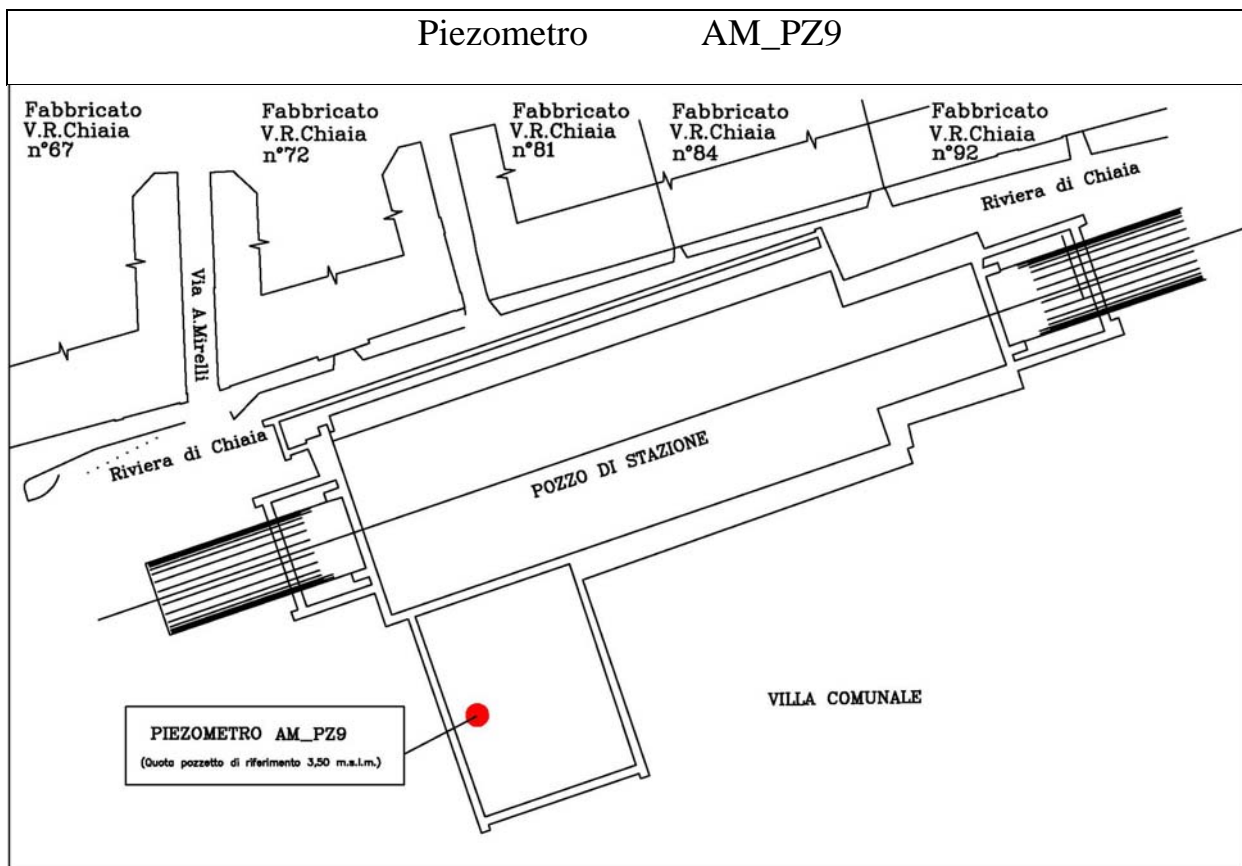 Piezometro AM_PZ9
Fabbricato
V.R.Chiaia
n°67
Fabbricato
V.R.Chiaia
n°72
Fabbricato
V.R.Chiaia
n°81
Fabbricato
V.R.Chiaia
n°84
Fabbricato
V.R.Chiaia
n°92
Riviera di Chiaia
Via A.Mirelli
Riviera di Chiaia
POZZO DI STAZIONE
VILLA COMUNALE
PIEZOMETRO AM_PZ9
(Quota pozzetto di riferimento 3,50 m.s.l.m.)